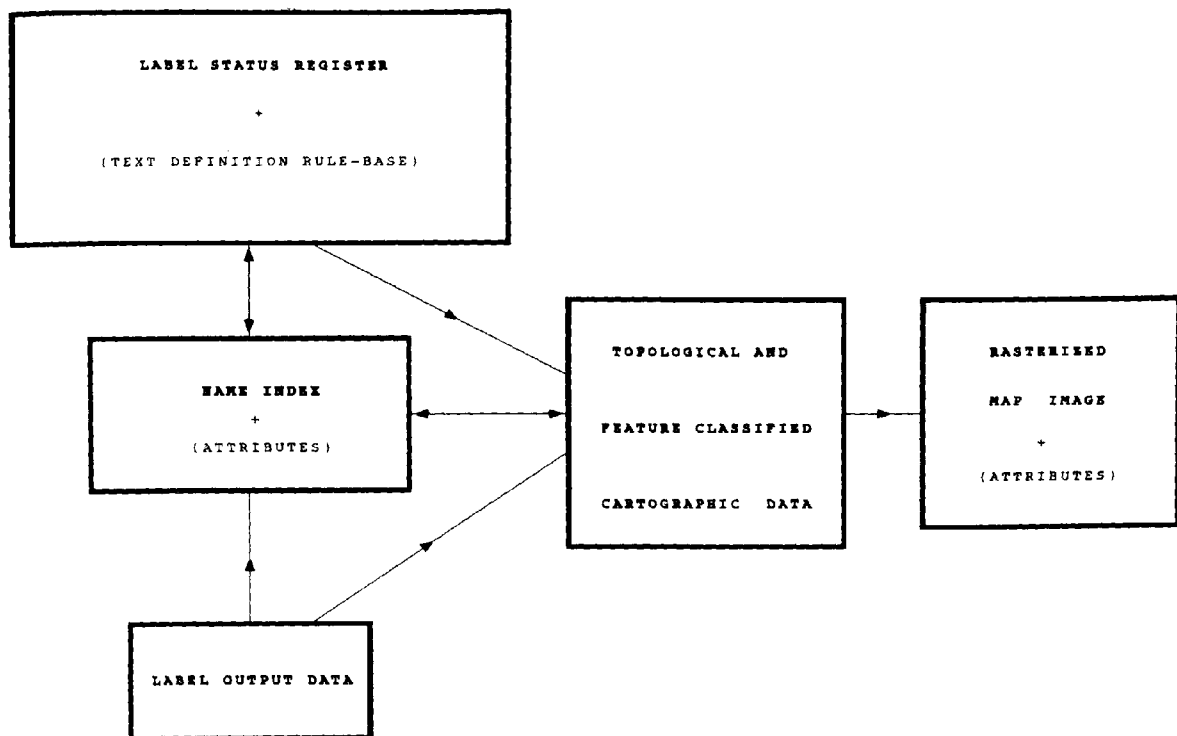 LABEL STATUS REGISTER
+
(TEXT DEFINITION RULE-BASE)
NAME INDEX
+
(ATTRIBUTES)
TOPOLOGICAL AND
FEATURE CLASSIFIED
CARTOGRAPHIC DATA
RASTERIZED
MAP IMAGE
+
(ATTRIBUTES)
LABEL OUTPUT DATA